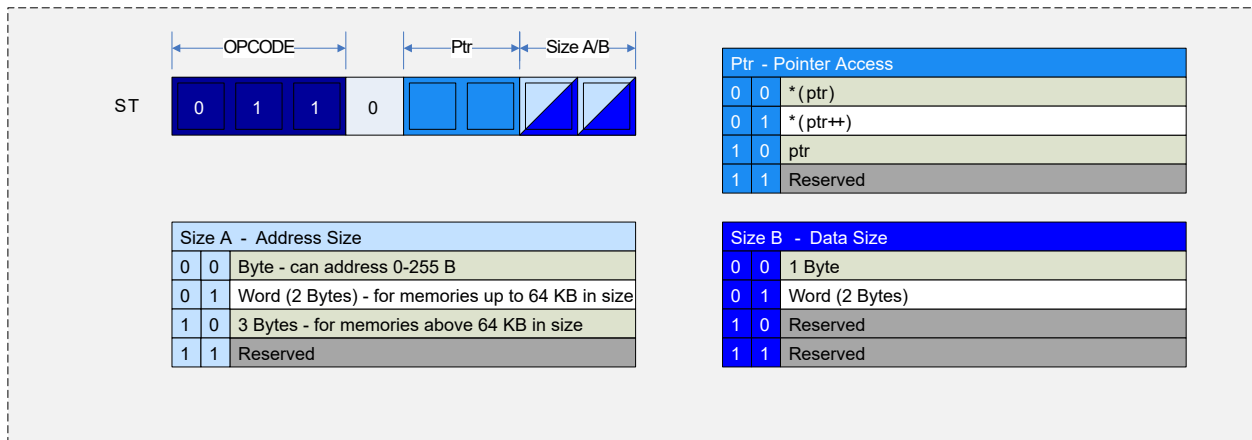 OPCODE Ptr Size A/B
ST 0 1 1 0
Ptr - Pointer Access
0 0 *(ptr)
0 1 *(ptr++)
1 0 ptr
1 1 Reserved
Size A - Address Size
0 0 Byte - can address 0-255 B
0 1 Word (2 Bytes) - for memories up to 64 KB in size
1 0 3 Bytes - for memories above 64 KB in size
1 1 Reserved
Size B - Data Size
0 0 1 Byte
0 1 Word (2 Bytes)
1 0 Reserved
1 1 Reserved